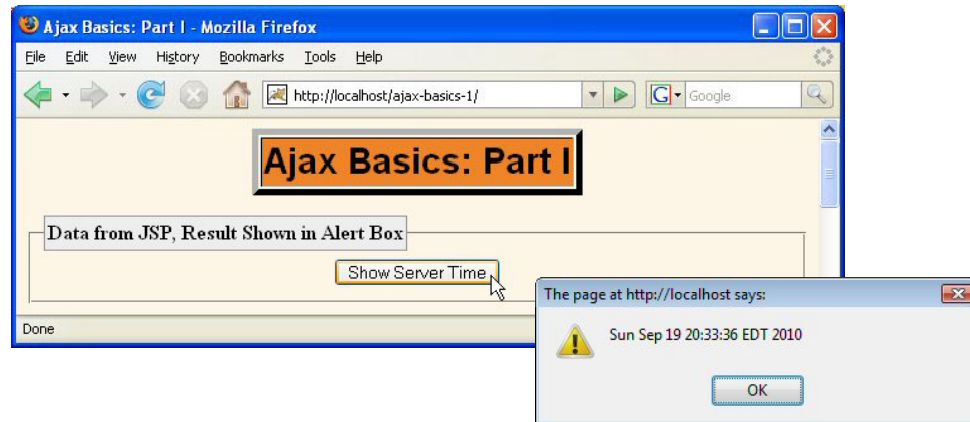 Ajax Basics: Part I - Mozilla Firefox
File Edit View History Bookmarks Tools Help
http://localhost/ajax-basics-1/ G Google
Ajax Basics: Part I
Data from JSP, Result Shown in Alert Box
Show Server Time
The page at http://localhost says:
Done
Sun Sep 19 20:33:36 EDT 2010
OK